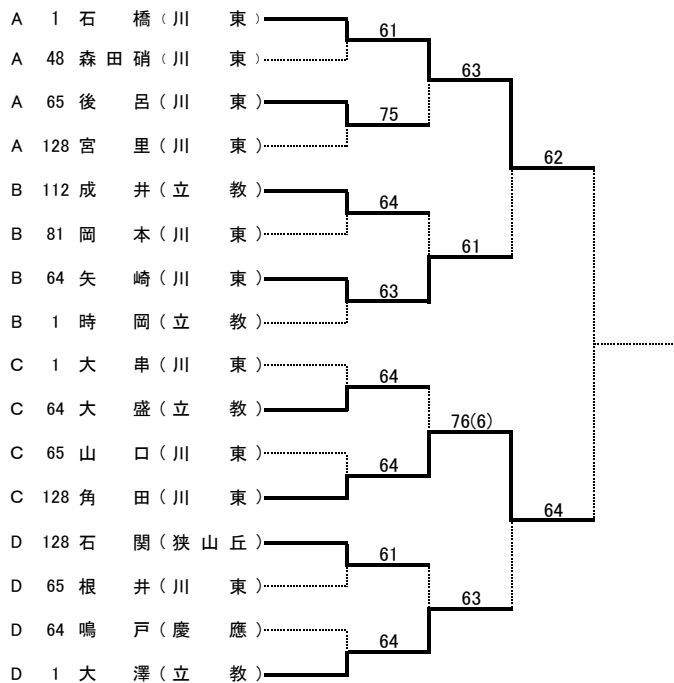 A 1 石 橋 ( 川 東 )
61
A 48 森 田 硝 ( 川 東 )
63
A 65 後 呂 ( 川 東 )
75
A 128 宮 里 ( 川 東 )
62
B 112 成 井 ( 立 教 )
64
B 81 岡 本 ( 川 東 )
61
B 64 矢 崎 ( 川 東 )
63
B 1 時 岡 ( 立 教 )
C 1 大 串 ( 川 東 )
64
C 64 大 盛 ( 立 教 )
76(6)
C 65 山 口 ( 川 東 )
64
C 128 角 田 ( 川 東 )
64
D 128 石 関 ( 狭 山 丘 )
61
D 65 根 井 ( 川 東 )
63
D 64 鳴 戸 ( 慶 應 )
64
D 1 大 澤 ( 立 教 )